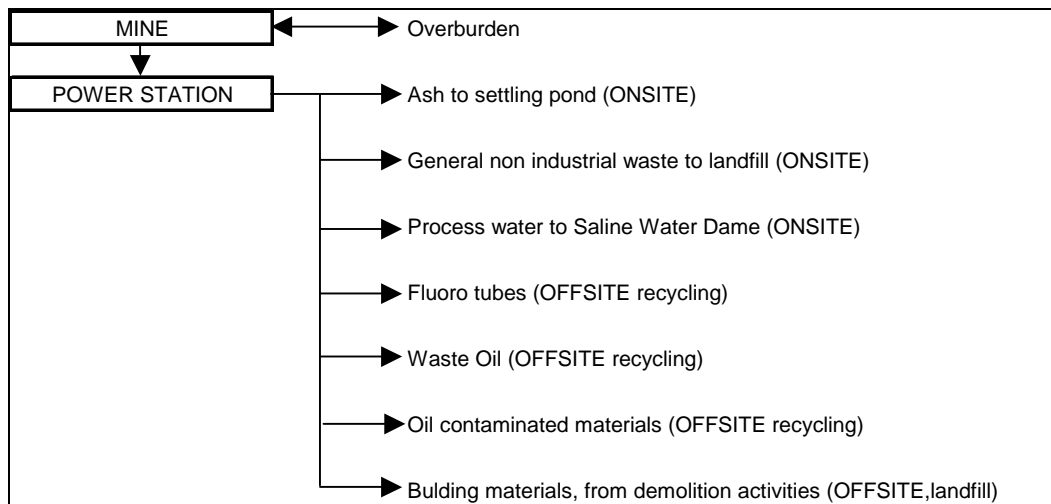 MINE
Overburden
POWER STATION
Ash to settling pond (ONSITE)
General non industrial waste to landfill (ONSITE)
Process water to Saline Water Dame (ONSITE)
Fluoro tubes (OFFSITE recycling)
Waste Oil (OFFSITE recycling)
Oil contaminated materials (OFFSITE recycling)
Bulding materials, from demolition activities (OFFSITE,landfill)